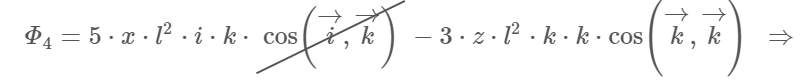 Φ₄ = 5 · x · l² · i · k · cos(i⃗, k⃗) − 3 · z · l² · k · k · cos(k⃗, k⃗) ⇒